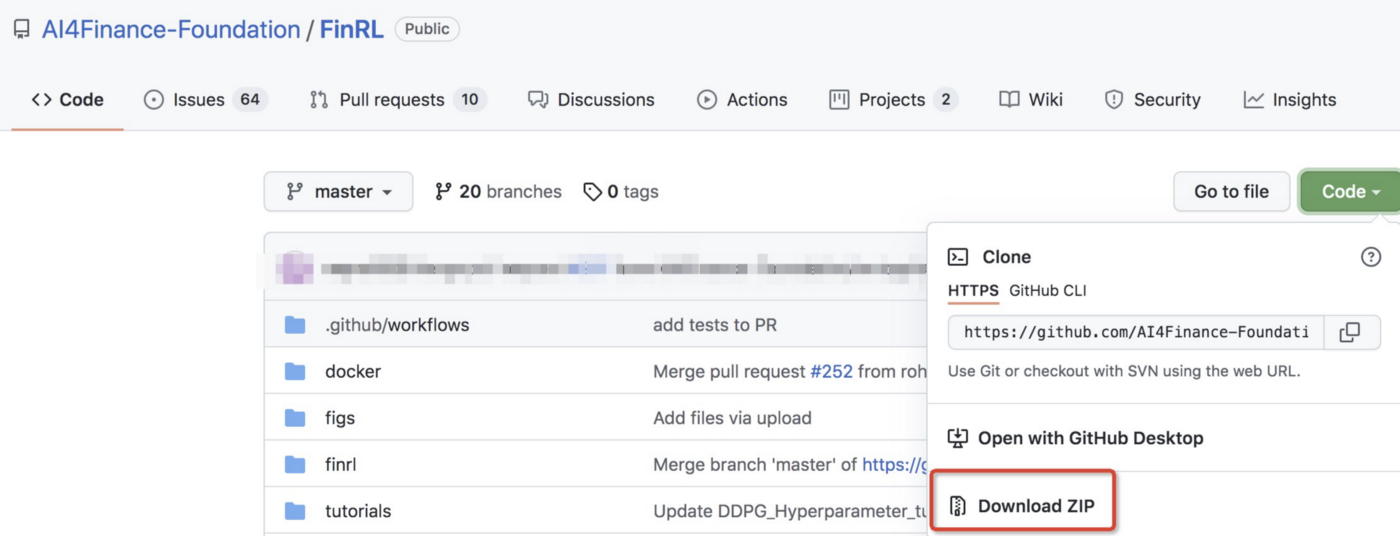 AI4Finance-Foundation / FinRL Public
Code Issues 64 Pull requests 10 Discussions Actions Projects 2 Wiki Security Insights
master 20 branches 0 tags Go to file Code
Clone
HTTPS GitHub CLI
https://github.com/AI4Finance-Foundati
Use Git or checkout with SVN using the web URL.
Open with GitHub Desktop
Download ZIP
.github/workflows add tests to PR
docker Merge pull request #252 from roh
figs Add files via upload
finrl Merge branch 'master' of https://g
tutorials Update DDPG_Hyperparameter_tu